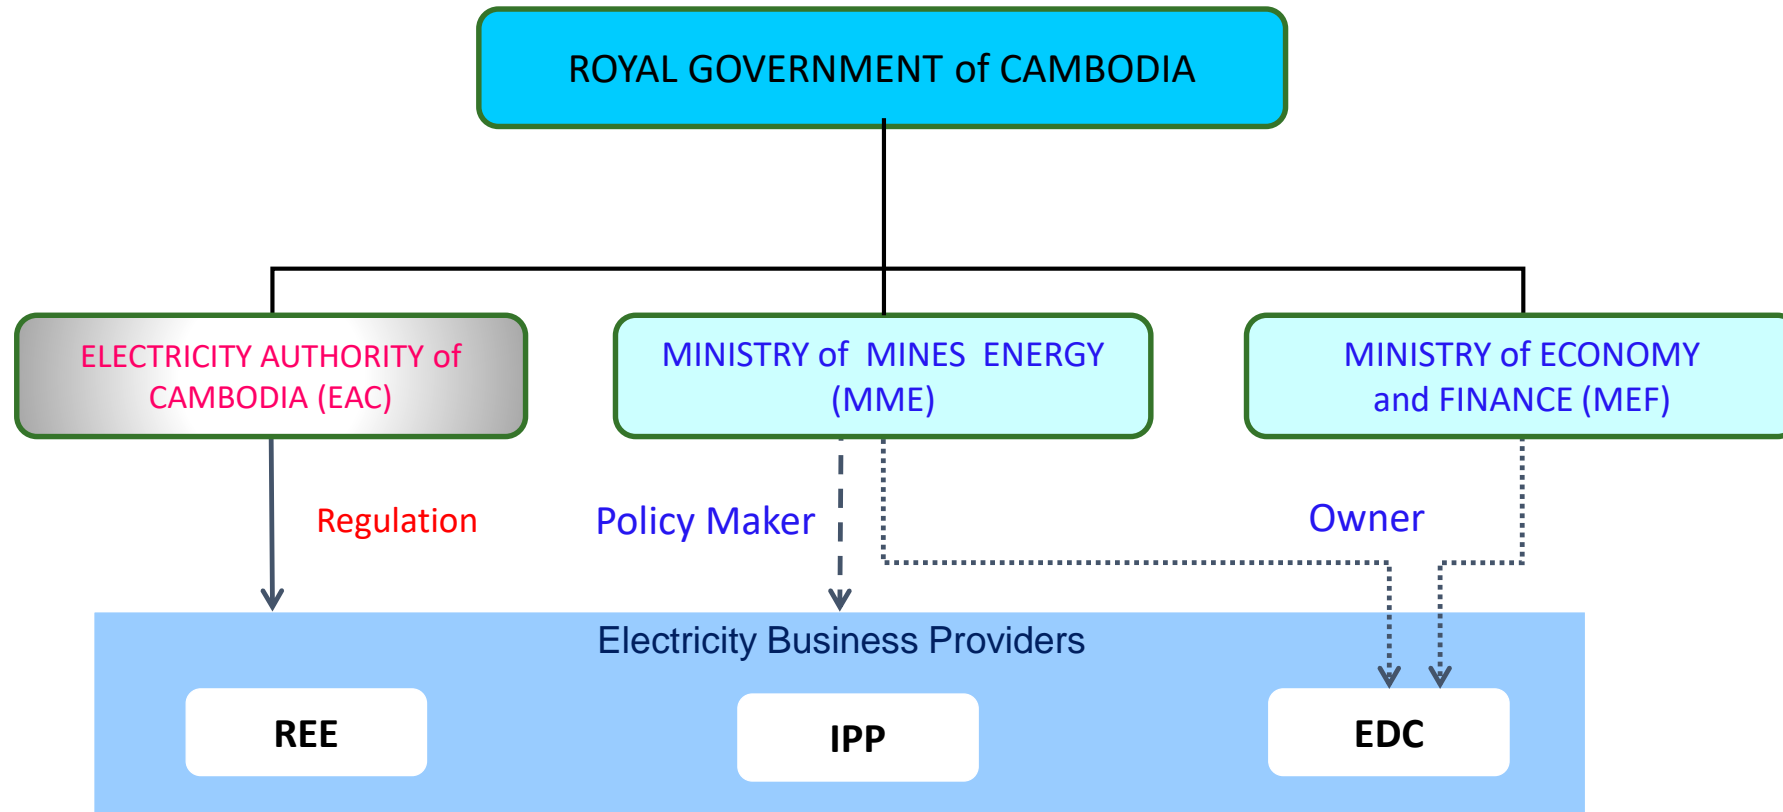 ROYAL GOVERNMENT of CAMBODIA
ELECTRICITY AUTHORITY of
CAMBODIA (EAC)
MINISTRY of MINES ENERGY
(MME)
MINISTRY of ECONOMY
and FINANCE (MEF)
Regulation
Policy Maker
Owner
Electricity Business Providers
REE
IPP
EDC